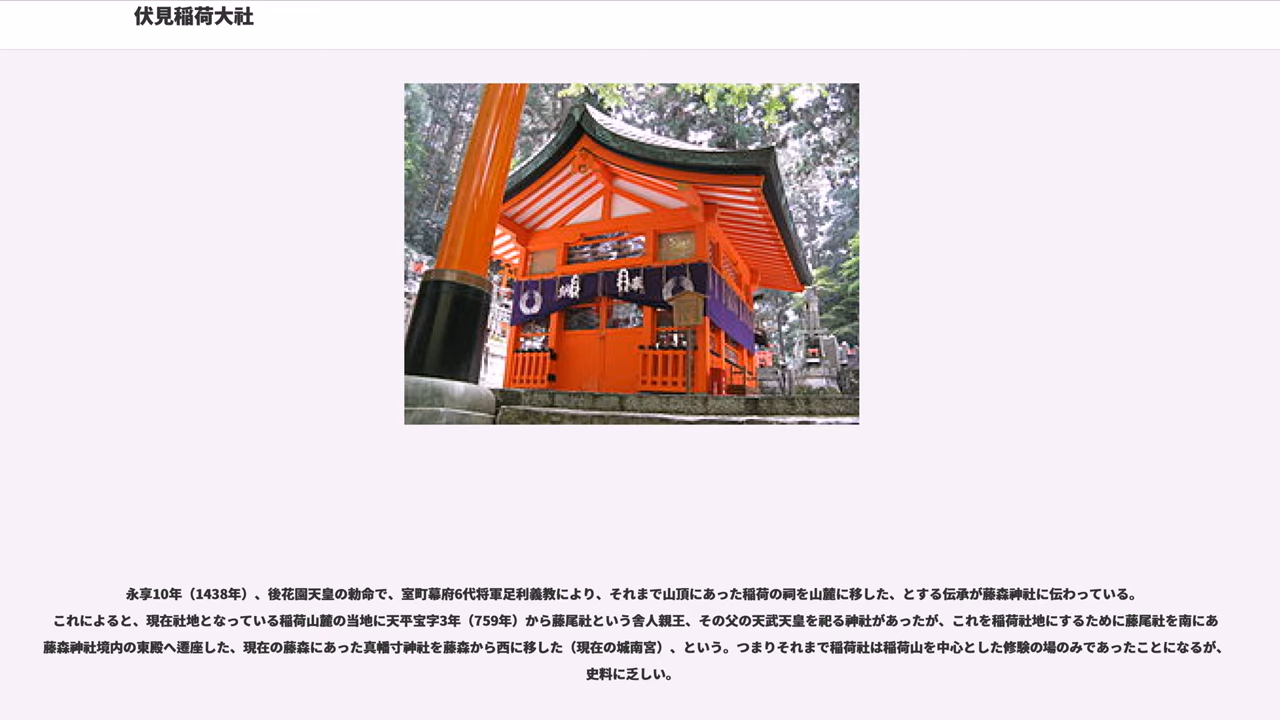 伏見稲荷大社
永享10年（1438年）、後花園天皇の勅命で、室町幕府6代将軍足利義教により、それまで山頂にあった稲荷の祠を山麓に移した、とする伝承が藤森神社に伝わっている。
これによると、現在社地となっている稲荷山麓の当地に天平宝字3年（759年）から藤尾社という舎人親王、その父の天武天皇を祀る神社があったが、これを稲荷社地にするために藤尾社を南にあ
藤森神社境内の東殿へ遷座した、現在の藤森にあった真幡寸神社を藤森から西に移した（現在の城南宮）、という。つまりそれまで稲荷社は稲荷山を中心とした修験の場のみであったことになるが、
史料に乏しい。